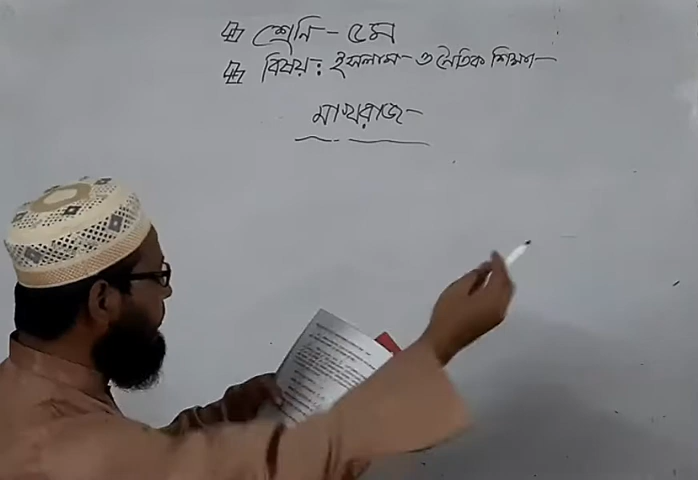 শ্রেনি - ৫ম
বিষয়: ইসলাম ও নৈতিক শিক্ষা
মাখরাজ -